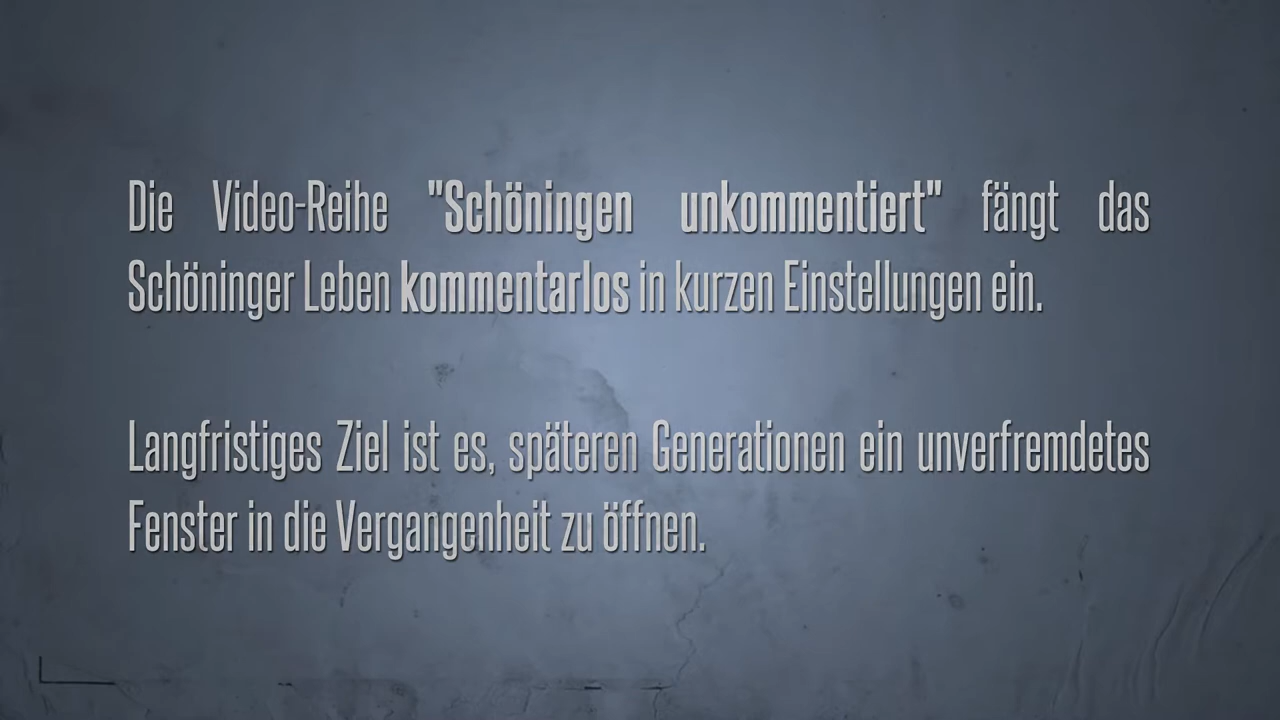 Die Video-Reihe "Schöningen unkommentiert" fängt das
Schöninger Leben kommentarlos in kurzen Einstellungen ein.
Langfristiges Ziel ist es, späteren Generationen ein unverfremdetes
Fenster in die Vergangenheit zu öffnen.